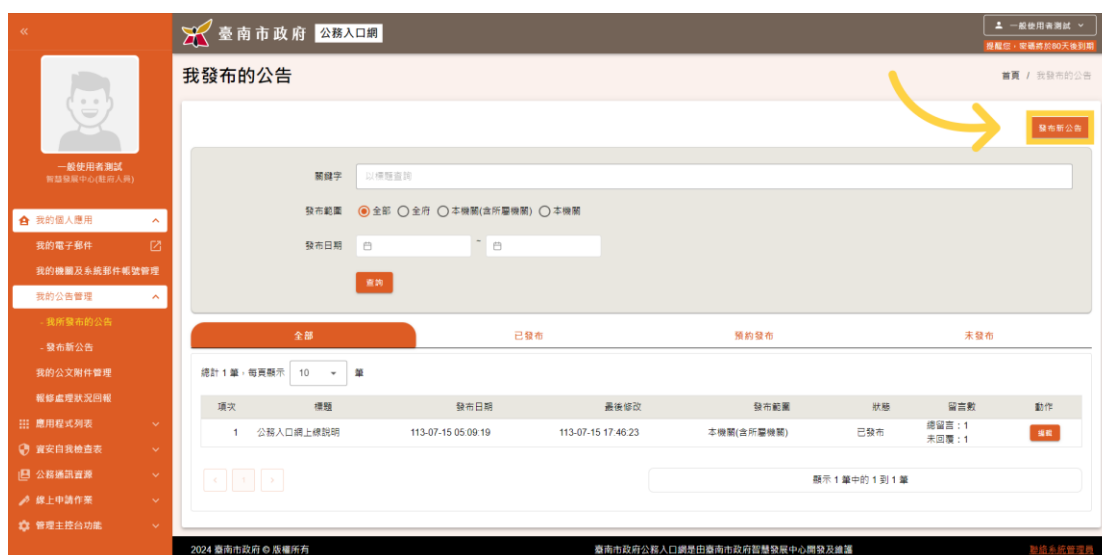 «
臺南市政府 公務入口網
一般使用者測試
提醒您，密碼將於80天後到期
我發布的公告
首頁 / 我發布的公告
發布新公告
一般使用者測試
智慧發展中心(駐府人員)
我的個人應用
我的電子郵件
我的機關及系統郵件帳號管理
我的公告管理
- 我所發布的公告
- 發布新公告
我的公文附件管理
報修處理狀況回報
應用程式列表
資安自我檢查表
公務通訊資源
線上申請作業
管理主控台功能
關鍵字 以標題查詢
發布範圍 全部 全府 本機關(含所屬機關) 本機關
發布日期 ~
查詢
全部 已發布 預約發布 未發布
總計 1 筆，每頁顯示 10 筆
項次 標題 發布日期 最後修改 發布範圍 狀態 留言數 動作
1 公務入口網上線說明 113-07-15 05:09:19 113-07-15 17:46:23 本機關(含所屬機關) 已發布 總留言：1
未回覆：1
編輯
‹ 1 ›
顯示 1 筆中的 1 到 1 筆
2024 臺南市政府 © 版權所有
臺南市政府公務入口網是由臺南市政府智慧發展中心開發及維護
聯絡系統管理員